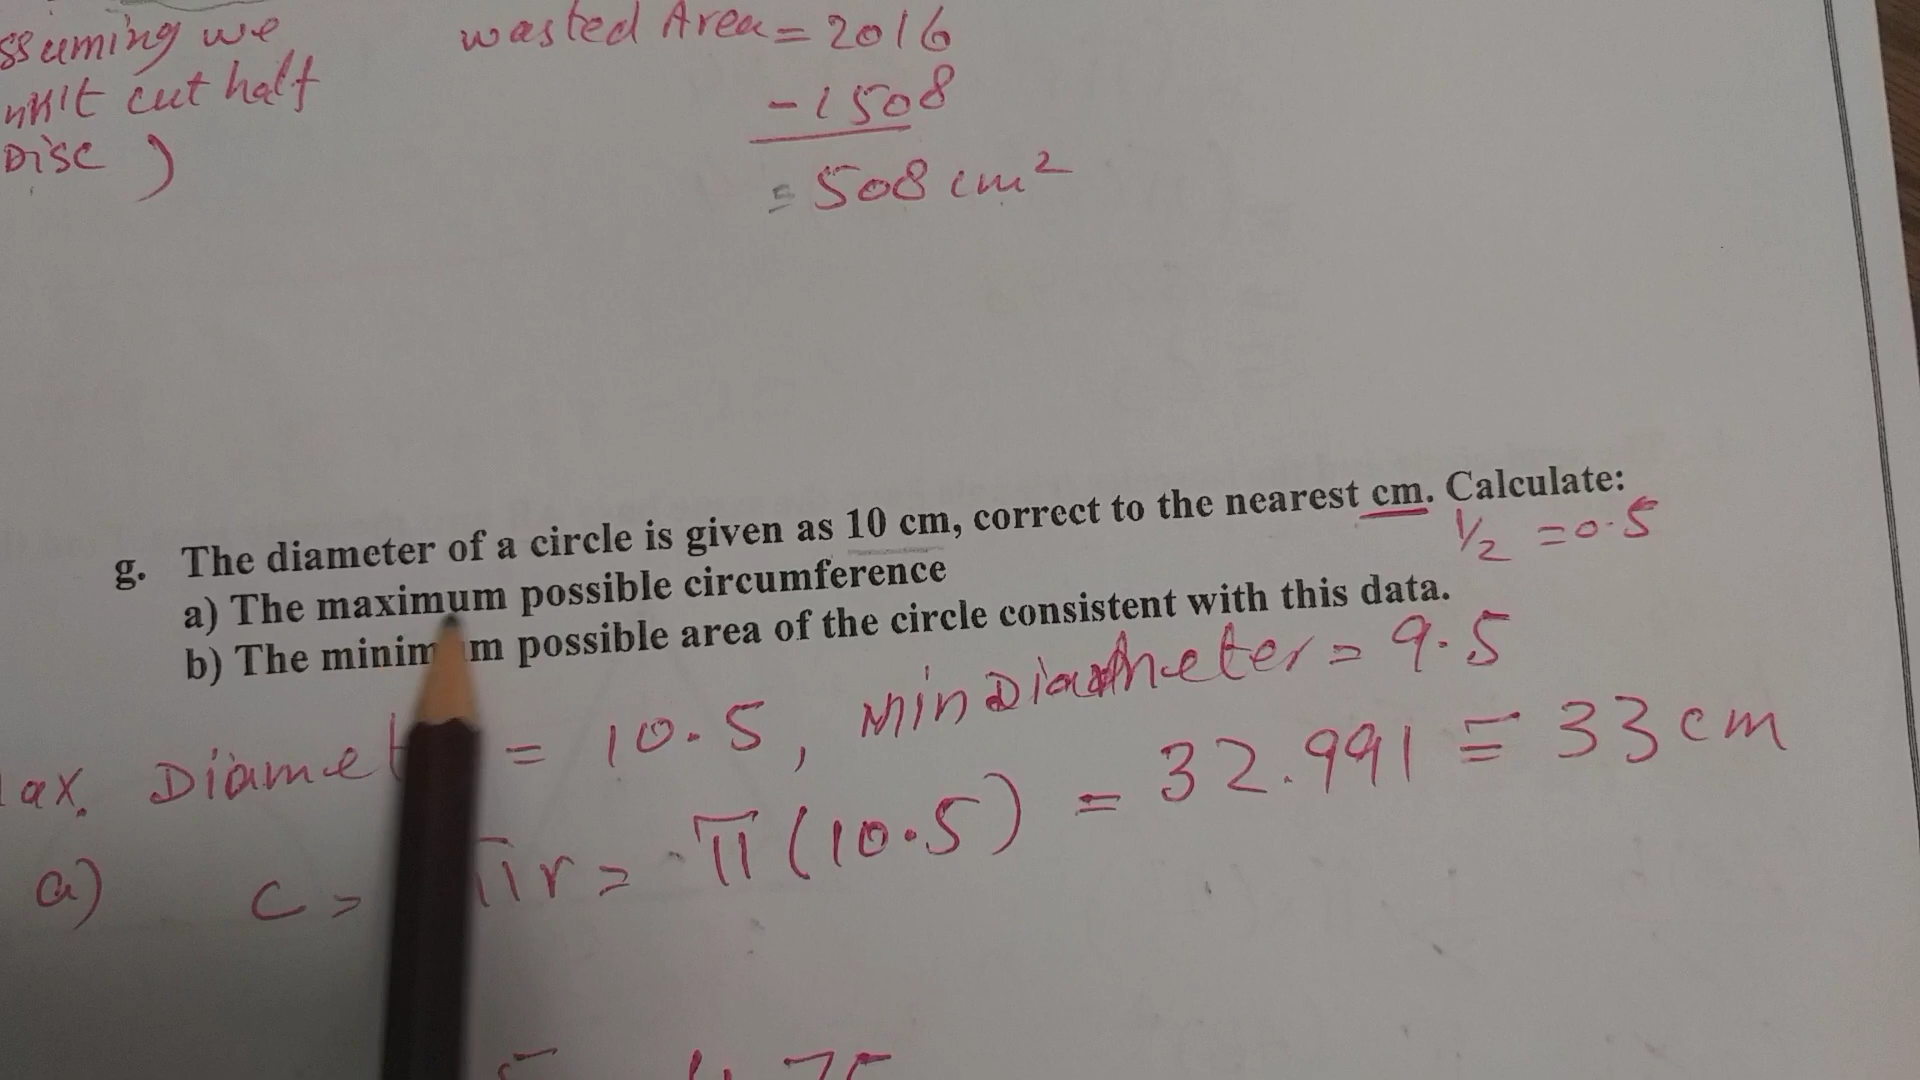 ssuming we
cut half
Disc )
wasted Area = 2016
- 1508
= 508 cm²
g. The diameter of a circle is given as 10 cm, correct to the nearest cm. Calculate:
1/2 = 0.5
a) The maximum possible circumference
b) The minim m possible area of the circle consistent with this data.
ax. Diamet = 10.5, Min Diameter = 9.5
a) C = πr = π(10.5) = 32.991 = 33 cm